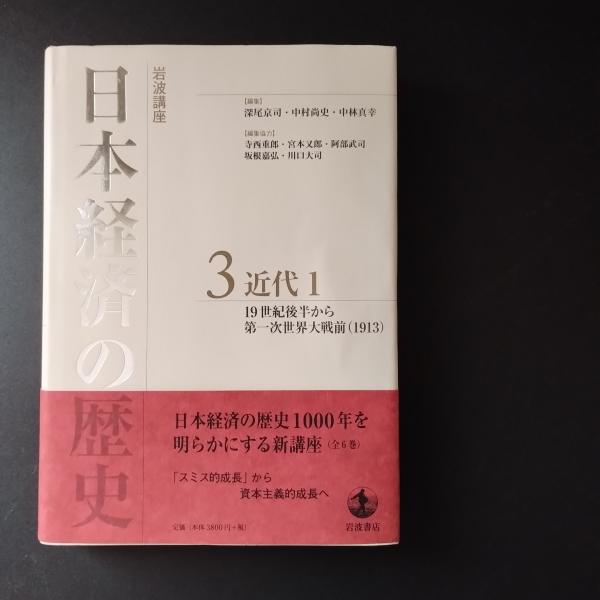 岩波講座
日本経済の歴史
［編集］
深尾京司・中村尚史・中林真幸
［編集協力］
寺西重郎・宮本又郎・阿部武司
坂根嘉弘・川口大司
3 近代 1
19世紀後半から
第一次世界大戦前（1913）
日本経済の歴史1000年を
明らかにする新講座（全6巻）
「スミス的成長」から
資本主義的成長へ
定価（本体3800円+税）
岩波書店